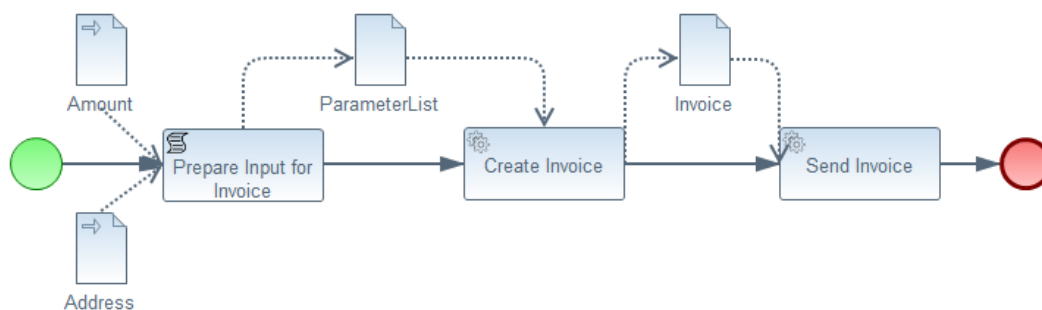 Amount
ParameterList
Invoice
Prepare Input for
Invoice
Create Invoice
Send Invoice
Address